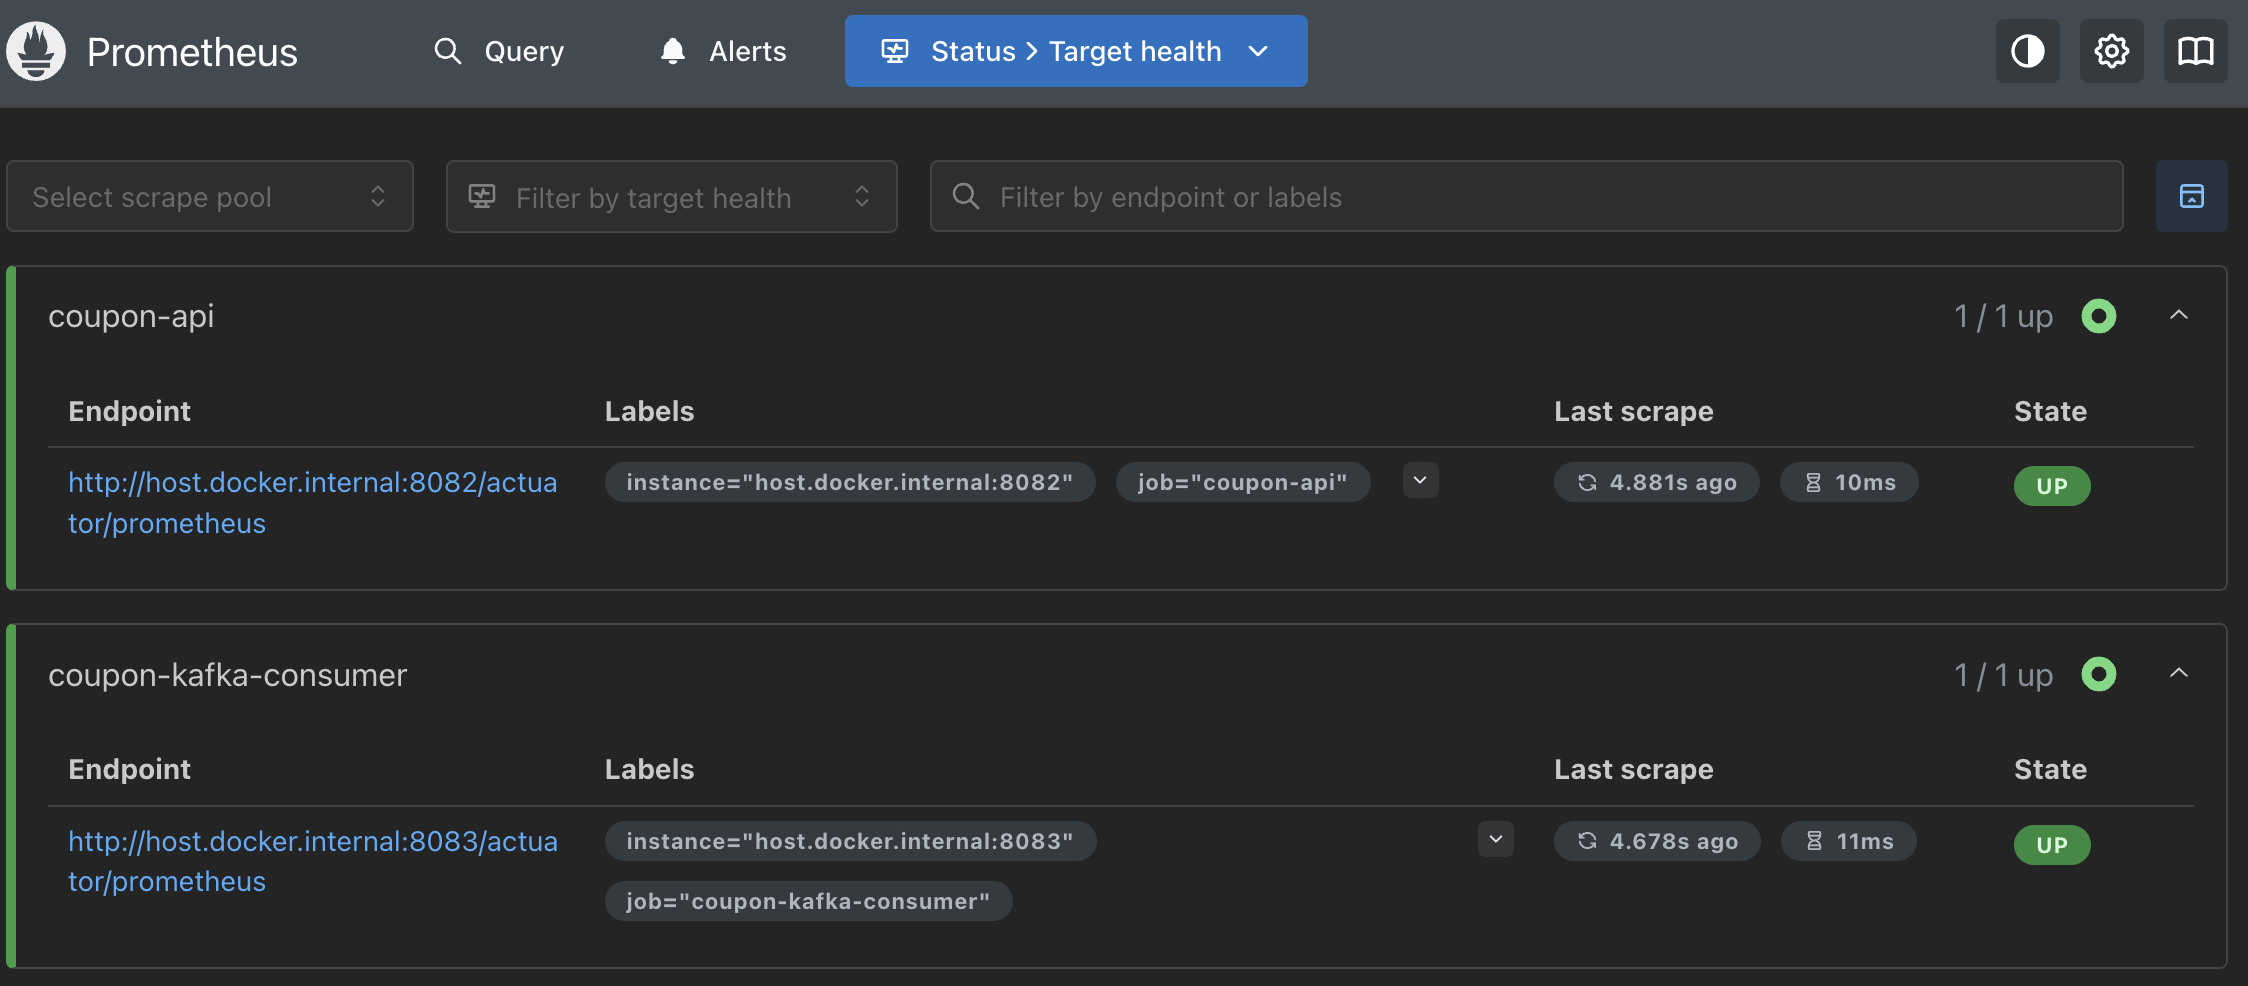 Prometheus Query Alerts Status > Target health
Select scrape pool Filter by target health Filter by endpoint or labels
coupon-api 1 / 1 up
Endpoint Labels Last scrape State
http://host.docker.internal:8082/actua instance="host.docker.internal:8082" job="coupon-api" 4.881s ago 10ms UP
tor/prometheus
coupon-kafka-consumer 1 / 1 up
Endpoint Labels Last scrape State
http://host.docker.internal:8083/actua instance="host.docker.internal:8083" 4.678s ago 11ms UP
tor/prometheus job="coupon-kafka-consumer"